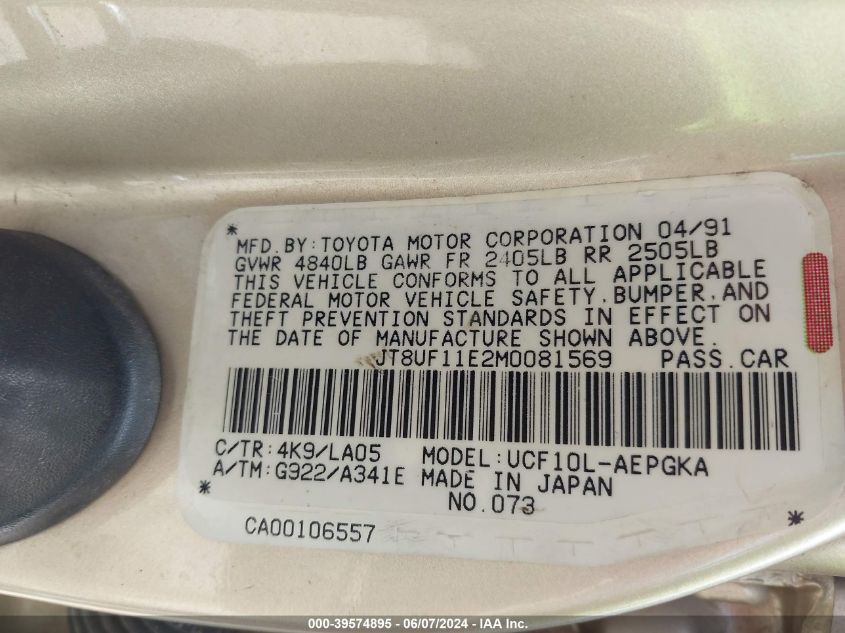 * MFD.BY:TOYOTA MOTOR CORPORATION 04/91
GVWR 4840LB GAWR FR 2405LB RR 2505LB
THIS VEHICLE CONFORMS TO ALL APPLICABLE
FEDERAL MOTOR VEHICLE SAFETY,BUMPER,AND
THEFT PREVENTION STANDARDS IN EFFECT ON
THE DATE OF MANUFACTURE SHOWN ABOVE.
JT8UF11E2M0081569 PASS.CAR
C/TR:4K9/LA05 MODEL:UCF10L-AEPGKA
A/TM:G922/A341E MADE IN JAPAN
* NO.073 *
CA00106557
000-39574895 - 06/07/2024 - IAA Inc.